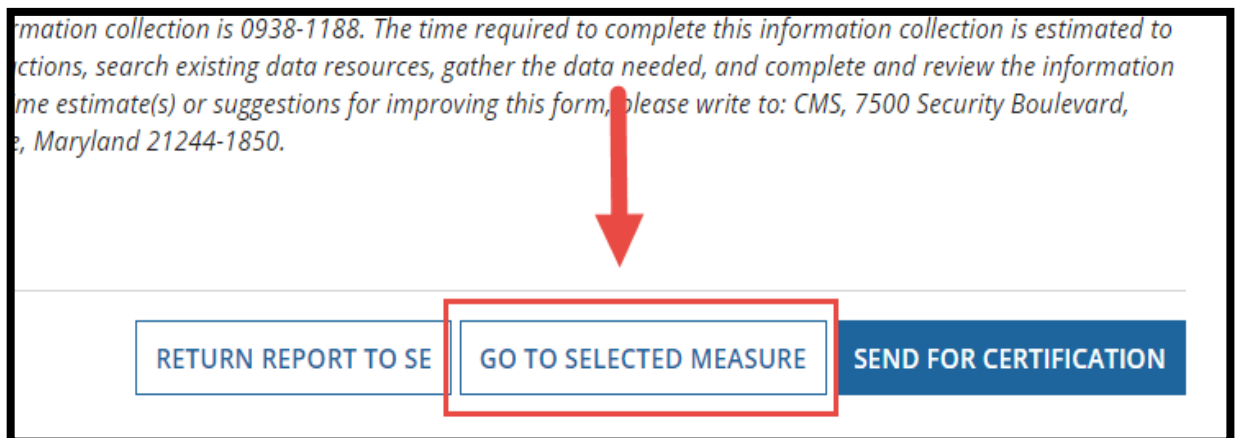 rmation collection is 0938-1188. The time required to complete this information collection is estimated to
ctions, search existing data resources, gather the data needed, and complete and review the information
ime estimate(s) or suggestions for improving this form, please write to: CMS, 7500 Security Boulevard,
e, Maryland 21244-1850.
RETURN REPORT TO SE GO TO SELECTED MEASURE SEND FOR CERTIFICATION